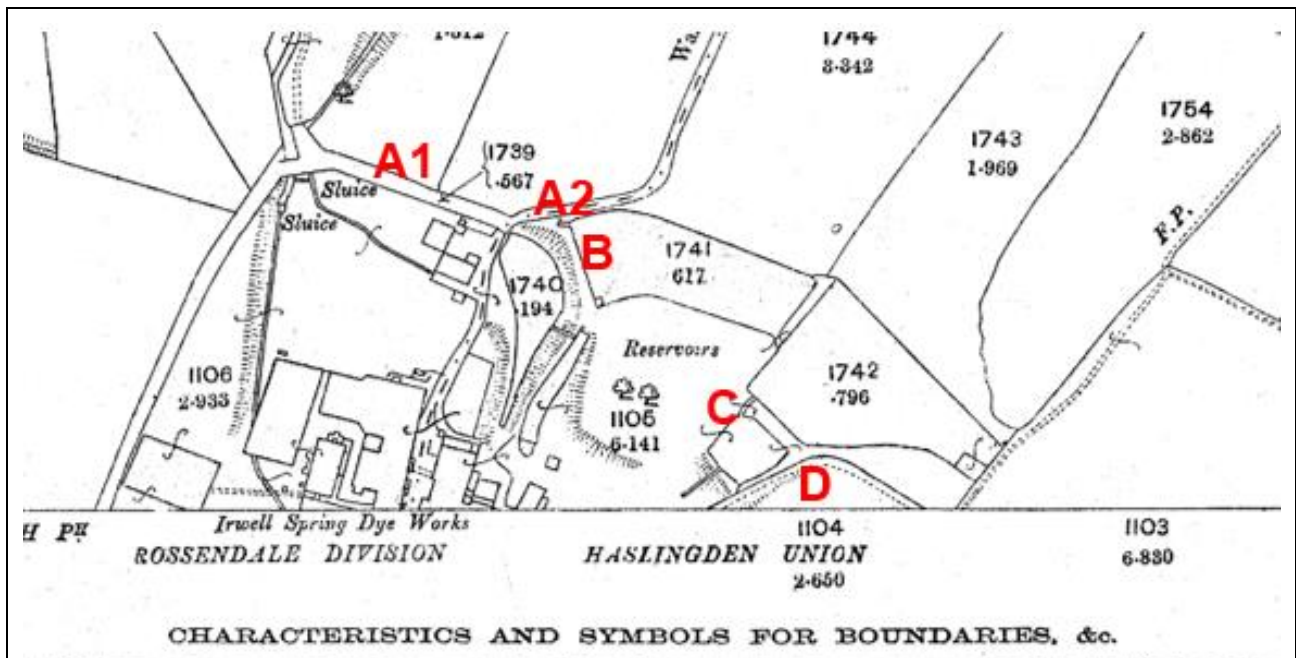 1744
3·342
1754
2·862
1743
1·969
1739
·567
A1
A2
Sluice
Sluice
F.P.
B
1741
·617
1740
·194
Reservoirs
1106
2·933
1742
·796
C
1105
6·141
D
Irwell Spring Dye Works
1104
1103
ROSSENDALE DIVISION
HASLINGDEN UNION
6·830
2·650
CHARACTERISTICS AND SYMBOLS FOR BOUNDARIES, &c.